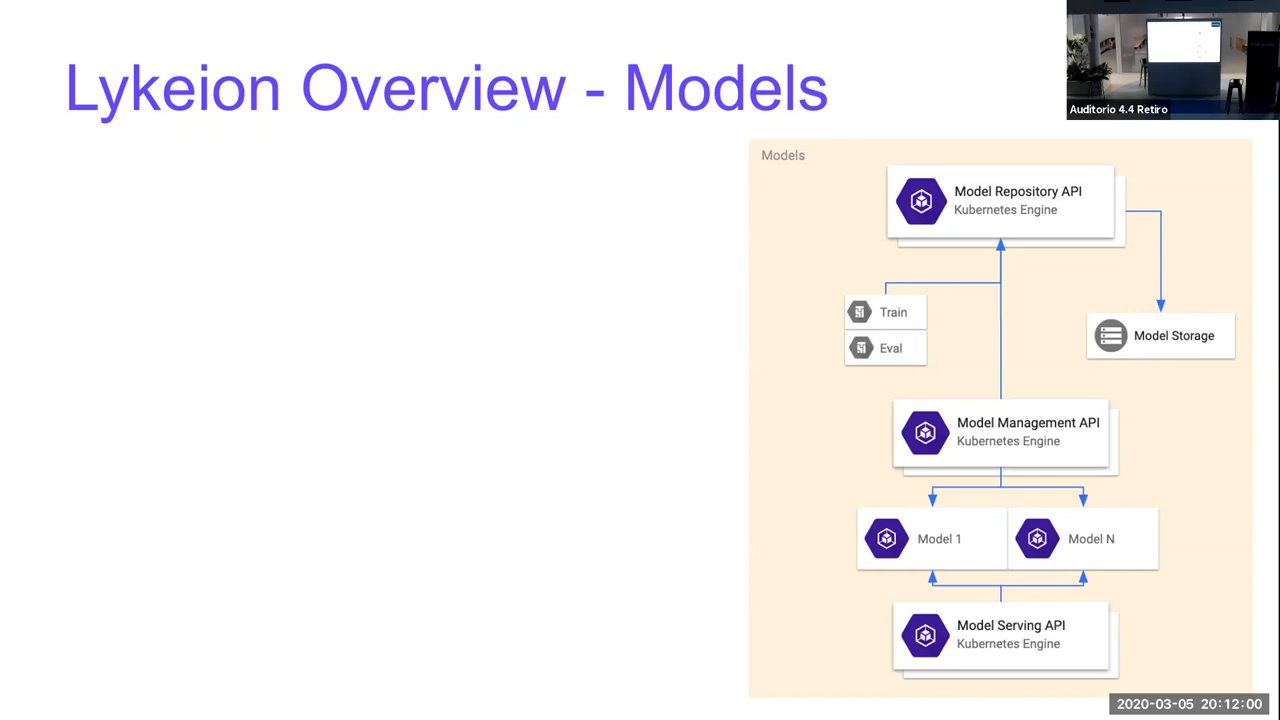 Lykeion Overview - Models
Auditorio 4.4 Retiro
Models
Model Repository API
Kubernetes Engine
Train
Eval
Model Storage
Model Management API
Kubernetes Engine
Model 1
Model N
Model Serving API
Kubernetes Engine
2020-03-05 20:12:00